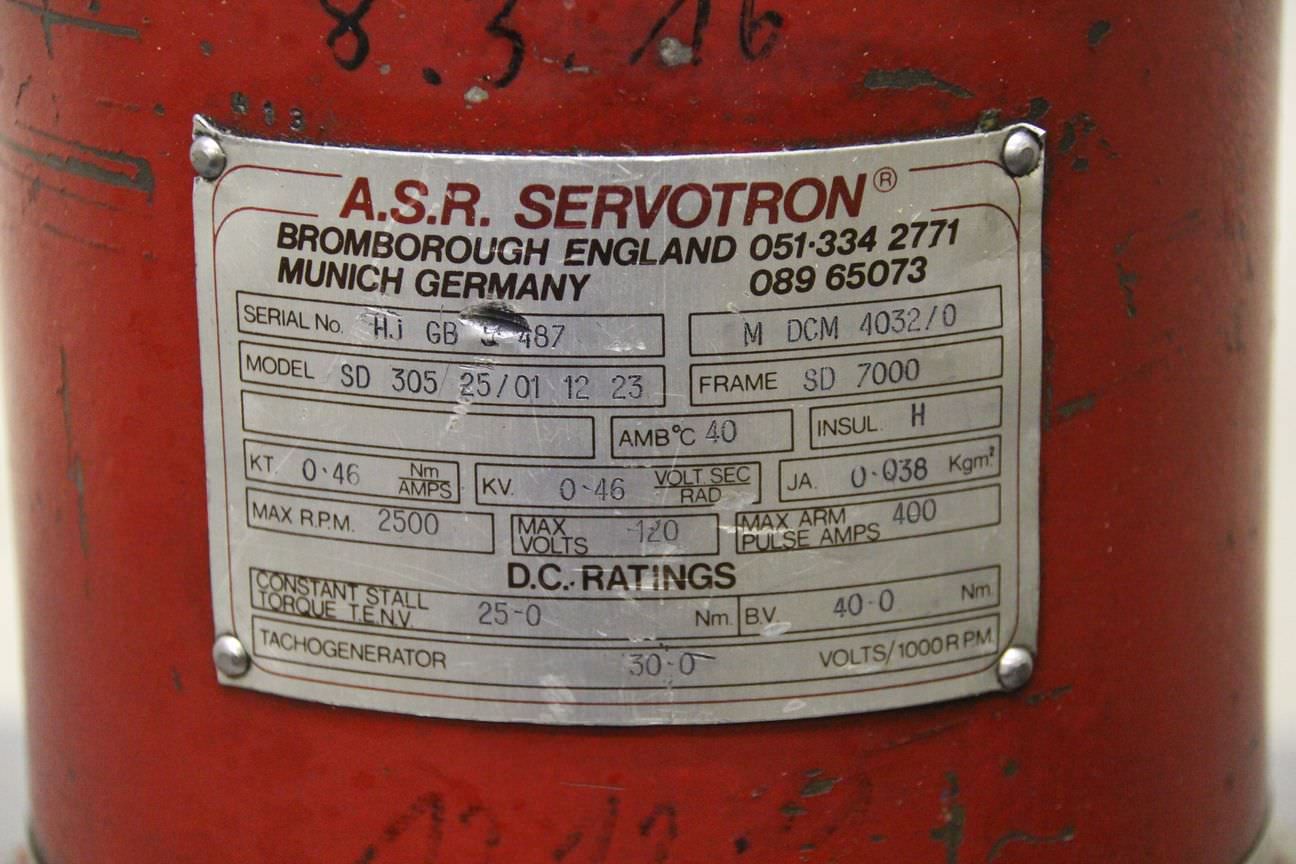 8.3.16
A.S.R. SERVOTRON ®
BROMBOROUGH ENGLAND 051·334 2771
MUNICH GERMANY 089 65073
SERIAL No. HJ GB 487 M DCM 4032/0
MODEL SD 305 25/01 12 23 FRAME SD 7000
AMB°C 40 INSUL. H
KT. 0·46 Nm/AMPS KV. 0·46 VOLT SEC/RAD JA. 0·038 Kgm²
MAX R.P.M. 2500 MAX VOLTS 120 MAX ARM PULSE AMPS 400
D.C. RATINGS
CONSTANT STALL TORQUE T.E.N.V. 25-0 Nm. B.V. 40-0 Nm.
TACHOGENERATOR 30-0 VOLTS/1000 R.P.M.